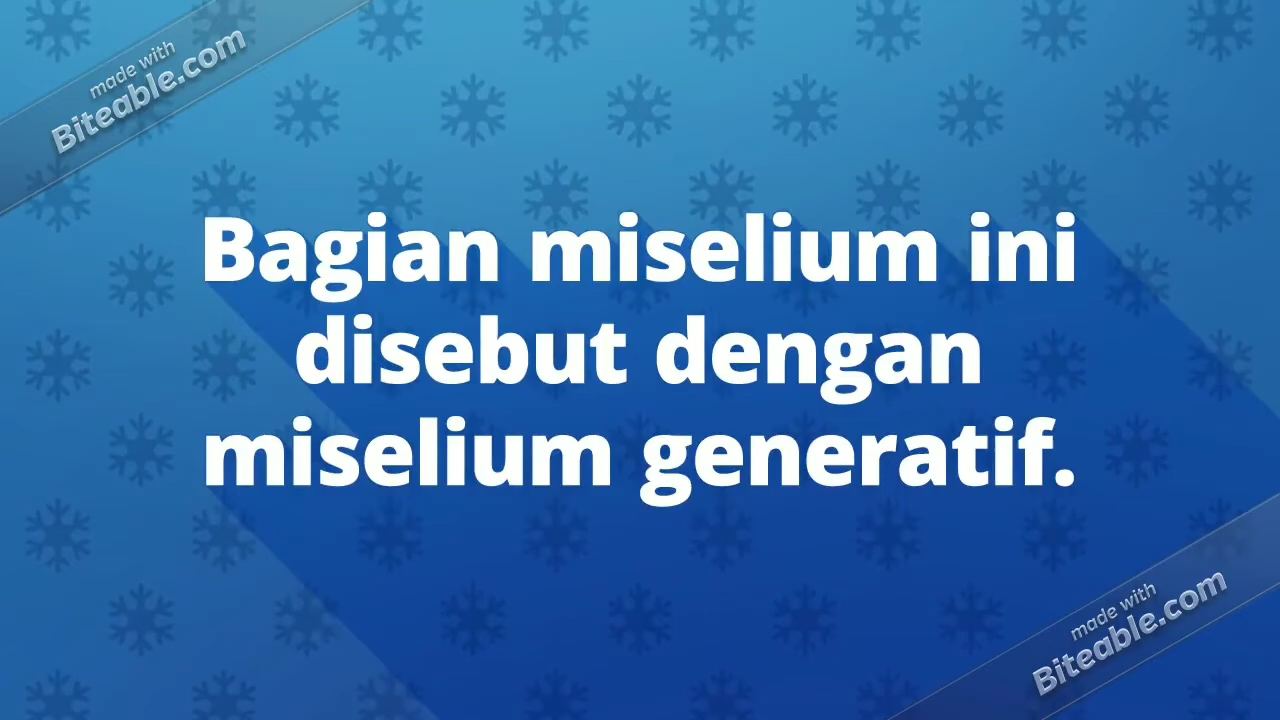 made with
Biteable.com
Bagian miselium ini
disebut dengan
miselium generatif.
made with
Biteable.com